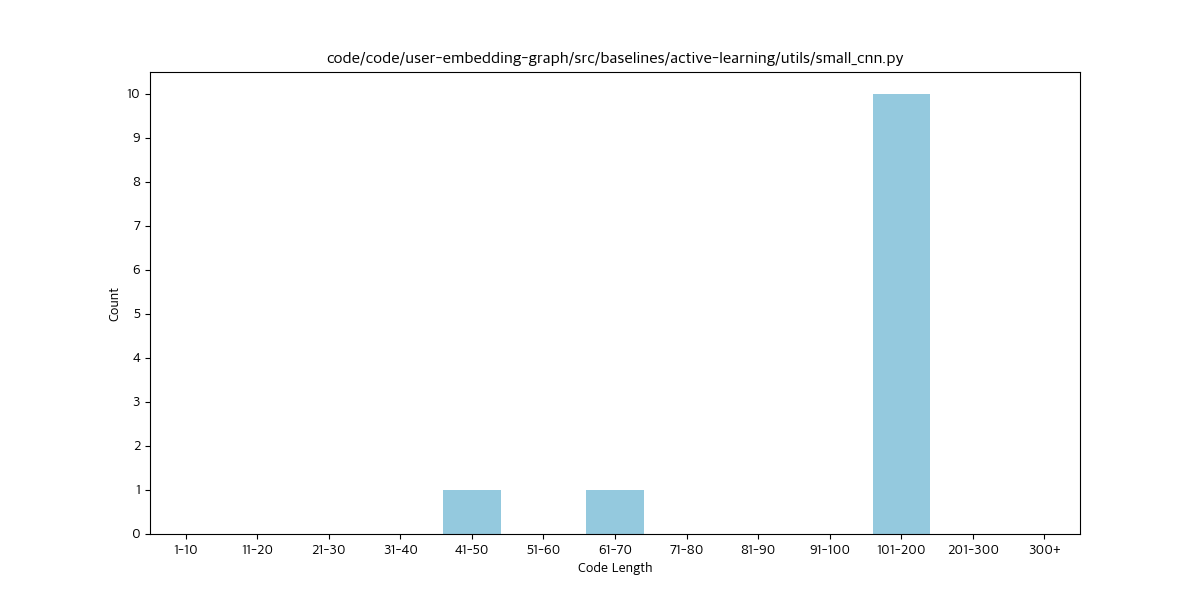 code/code/user-embedding-graph/src/baselines/active-learning/utils/small_cnn.py
10
9
8
7
6
5
4
3
2
1
0
Count
1-10 11-20 21-30 31-40 41-50 51-60 61-70 71-80 81-90 91-100 101-200 201-300 300+
Code Length